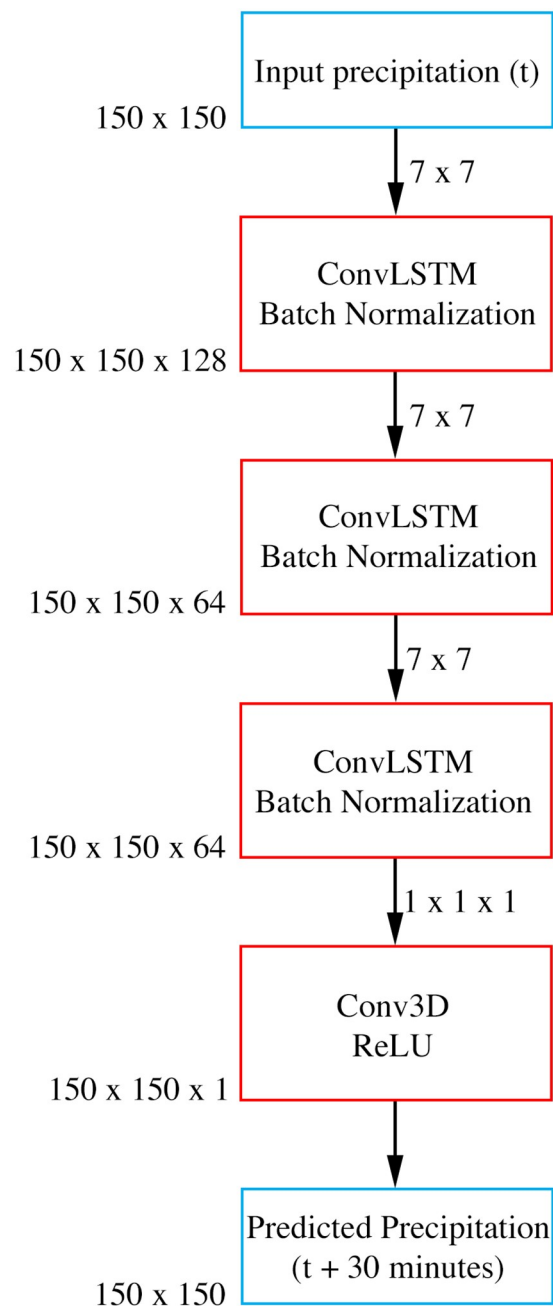 Input precipitation (t)
150 x 150
7 x 7
ConvLSTM
Batch Normalization
150 x 150 x 128
7 x 7
ConvLSTM
Batch Normalization
150 x 150 x 64
7 x 7
ConvLSTM
Batch Normalization
150 x 150 x 64
1 x 1 x 1
Conv3D
ReLU
150 x 150 x 1
Predicted Precipitation
(t + 30 minutes)
150 x 150